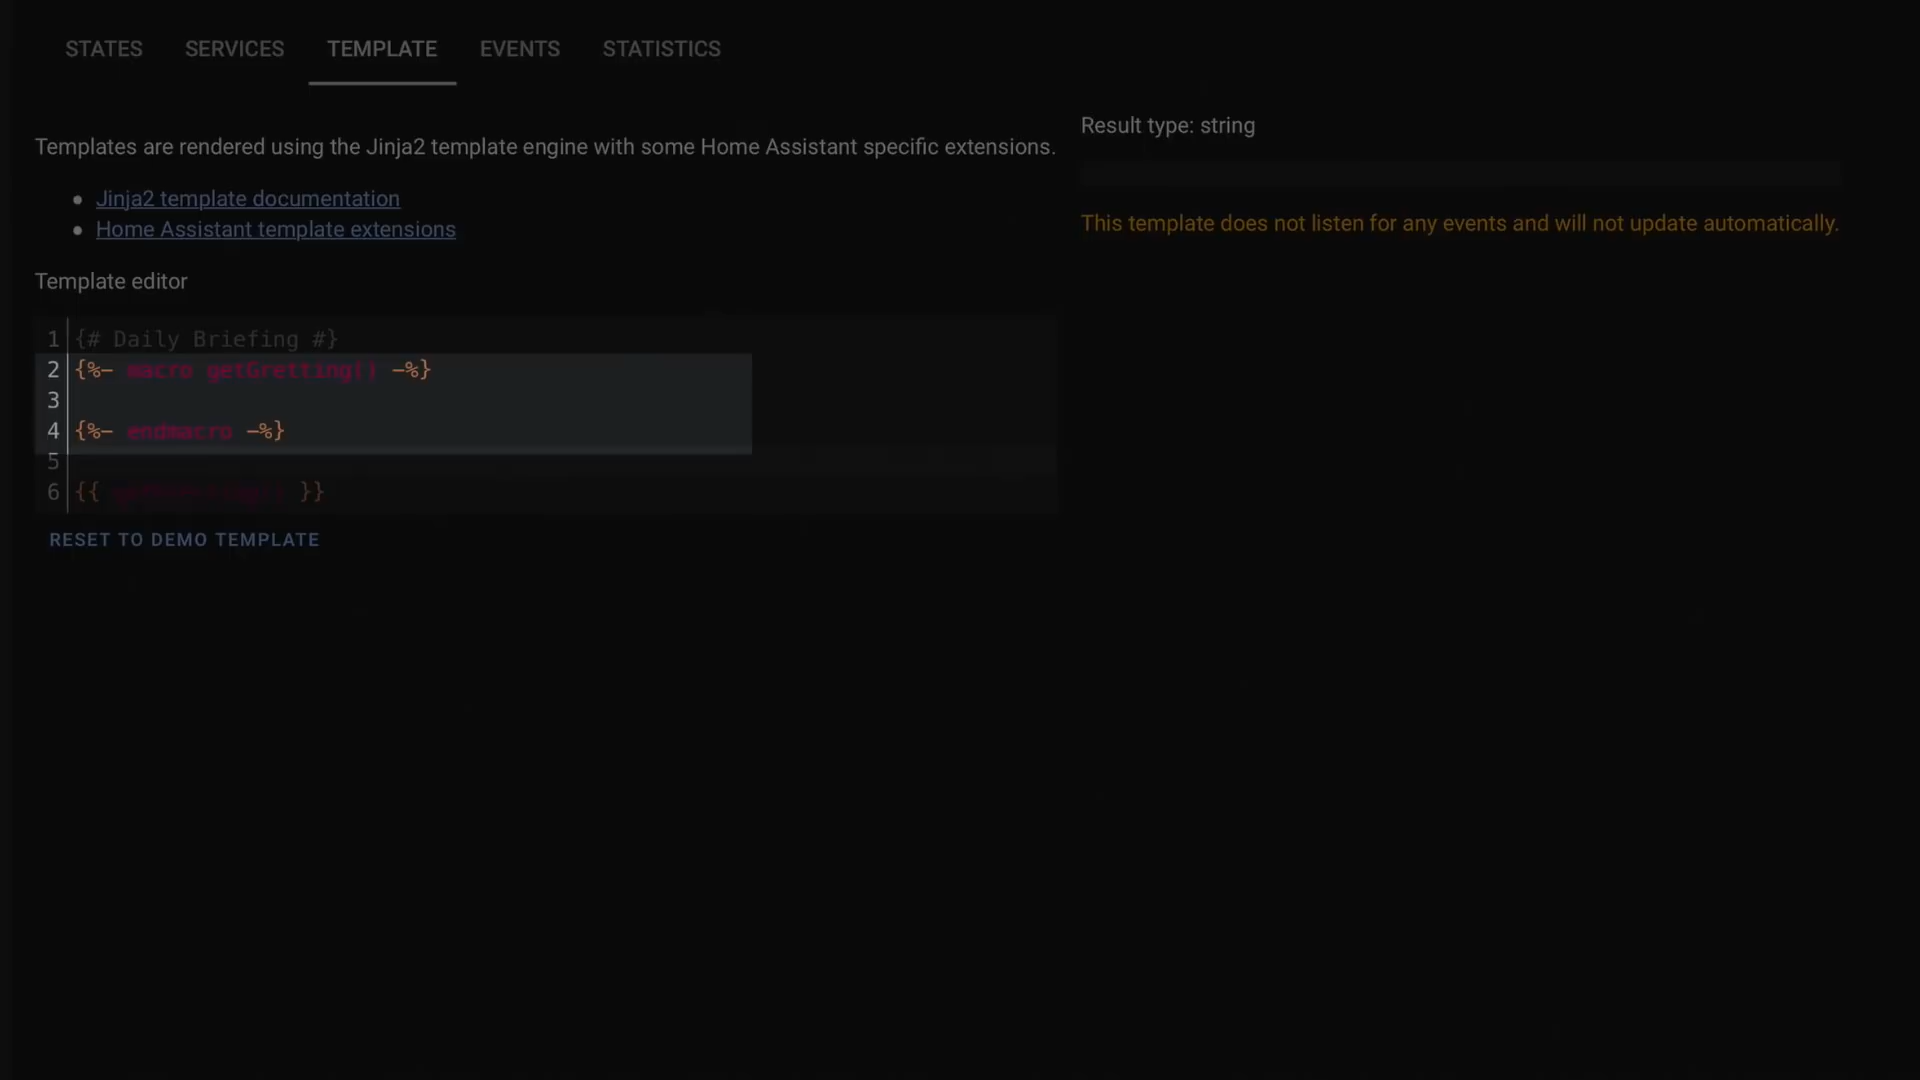 STATES SERVICES TEMPLATE EVENTS STATISTICS
Templates are rendered using the Jinja2 template engine with some Home Assistant specific extensions.
• Jinja2 template documentation
• Home Assistant template extensions
Template editor
1 {# Daily Briefing #}
2 {%- macro getGretting() -%}
3
4 {%- endmacro -%}
5
6 {{ }}
RESET TO DEMO TEMPLATE
Result type: string
This template does not listen for any events and will not update automatically.